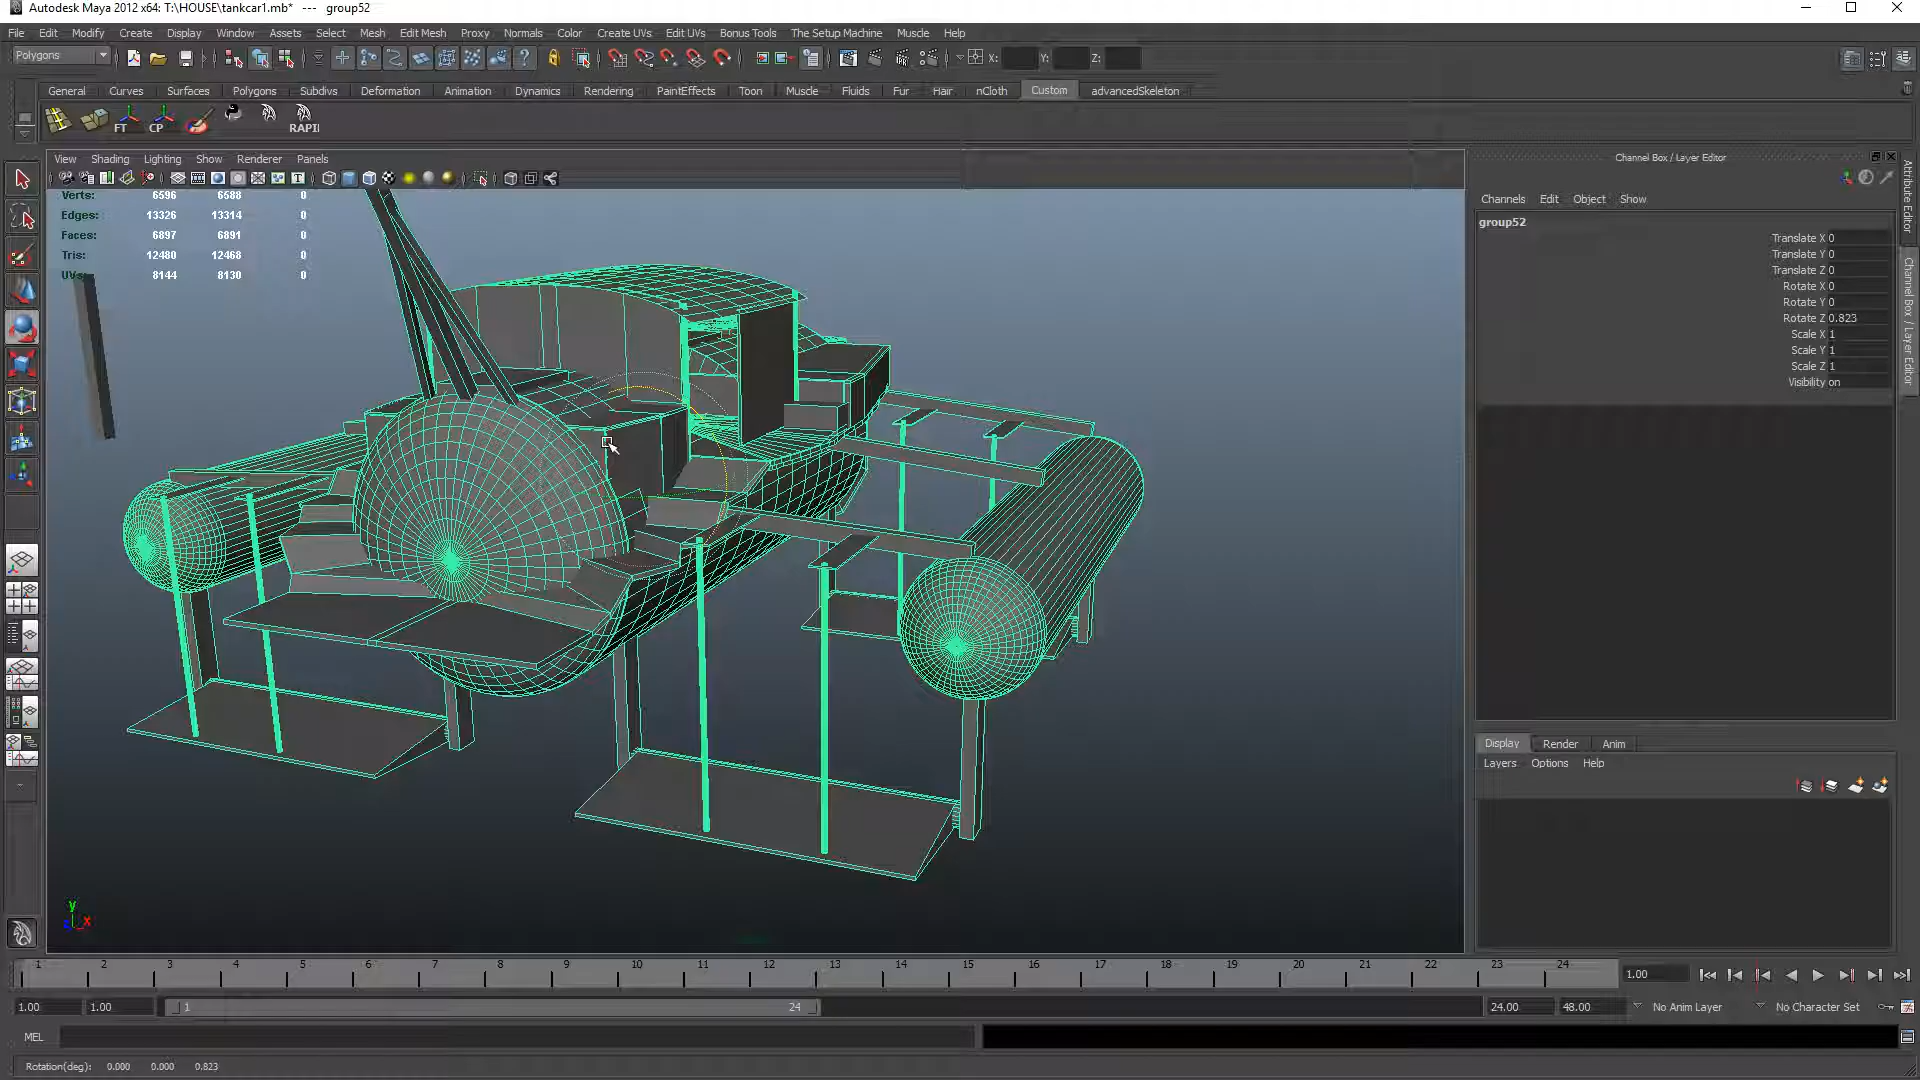 Autodesk Maya 2012 x64: T:\HOUSE\tankcar1.mb* --- group52
File Edit Modify Create Display Window Assets Select Mesh Edit Mesh Proxy Normals Color Create UVs Edit UVs Bonus Tools The Setup Machine Muscle Help
Polygons X: Y: Z:
General Curves Surfaces Polygons Subdivs Deformation Animation Dynamics Rendering PaintEffects Toon Muscle Fluids Fur Hair nCloth Custom advancedSkeleton
FT CP RAPII
View Shading Lighting Show Renderer Panels
Channel Box / Layer Editor
Channels Edit Object Show
Verts: 6596 6588 0
Edges: 13326 13314 0
Faces: 6897 6891 0
Tris: 12480 12468 0
UVs: 8144 8130 0
group52
Translate X 0
Translate Y 0
Translate Z 0
Rotate X 0
Rotate Y 0
Rotate Z 0.823
Scale X 1
Scale Y 1
Scale Z 1
Visibility on
Attribute Editor
Channel Box / Layer Editor
Display Render Anim
Layers Options Help
y
x
z
1 2 3 4 5 6 7 8 9 10 11 12 13 14 15 16 17 18 19 20 21 22 23 24 1.00
1.00 1.00 1 24 24.00 48.00 No Anim Layer No Character Set
MEL
Rotation(deg): 0.000 0.000 0.823